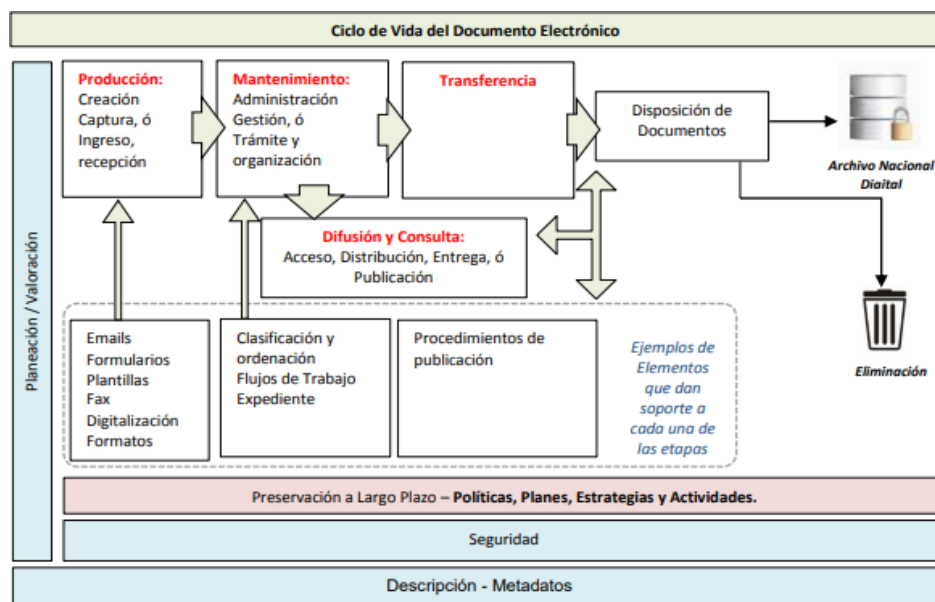 Ciclo de Vida del Documento Electrónico
Planeación / Valoración
Producción:
Creación
Captura, ó
Ingreso,
recepción
Mantenimiento:
Administración
Gestión, ó
Trámite y
organización
Transferencia
Disposición de
Documentos
Archivo Nacional
Digital
Difusión y Consulta:
Acceso, Distribución, Entrega, ó
Publicación
Emails
Formularios
Plantillas
Fax
Digitalización
Formatos
Clasificación y
ordenación
Flujos de Trabajo
Expediente
Procedimientos de
publicación
Ejemplos de
Elementos
que dan
soporte a
cada una de
las etapas
Eliminación
Preservación a Largo Plazo – Políticas, Planes, Estrategias y Actividades.
Seguridad
Descripción - Metadatos